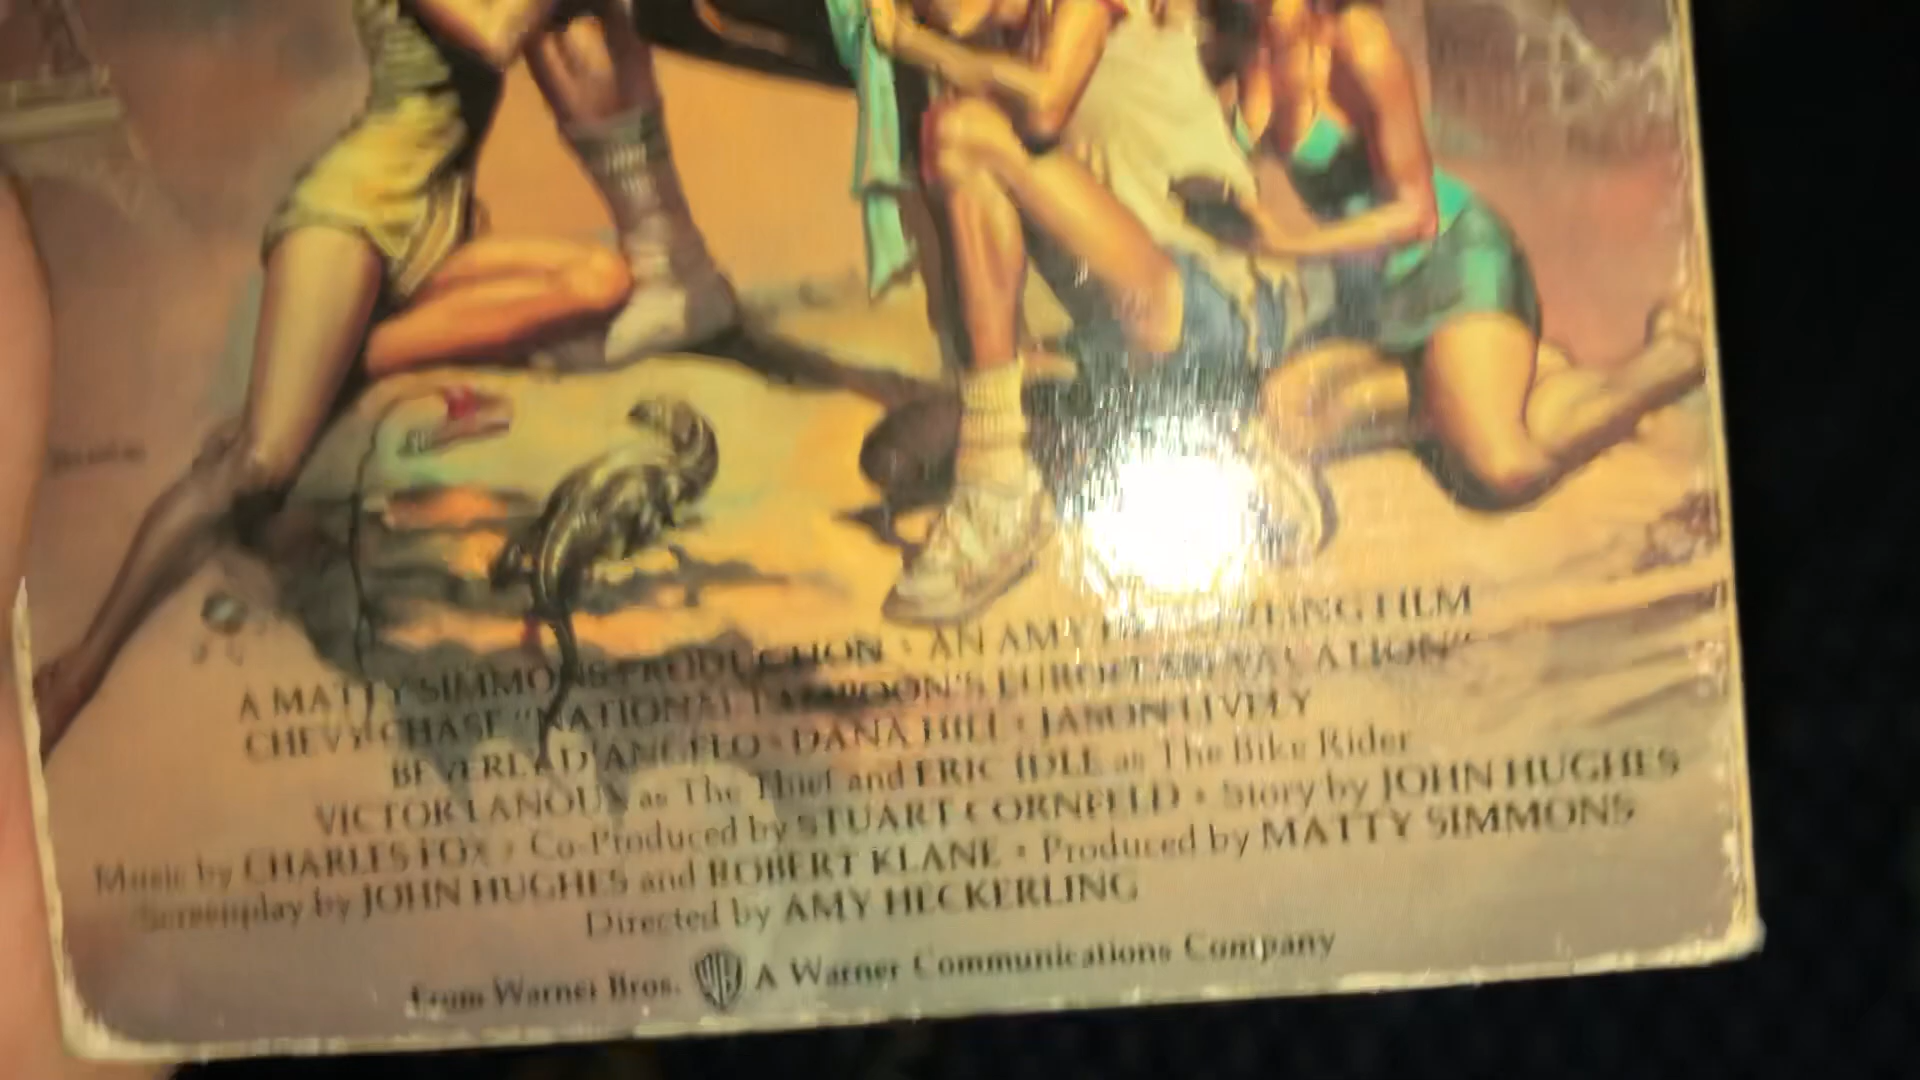 A MATTY SIMMONS PRODUCTION • AN AMY HECKERLING FILM
CHEVY CHASE "NATIONAL LAMPOON'S EUROPEAN VACATION"
BEVERLY D'ANGELO • DANA HILL • JASON LIVELY
VICTOR LANOUX as The Thief and ERIC IDLE as The Bike Rider
Music by CHARLES FOX • Co-Produced by STUART CORNFELD • Story by JOHN HUGHES
Screenplay by JOHN HUGHES and ROBERT KLANE • Produced by MATTY SIMMONS
Directed by AMY HECKERLING
From Warner Bros. WB A Warner Communications Company